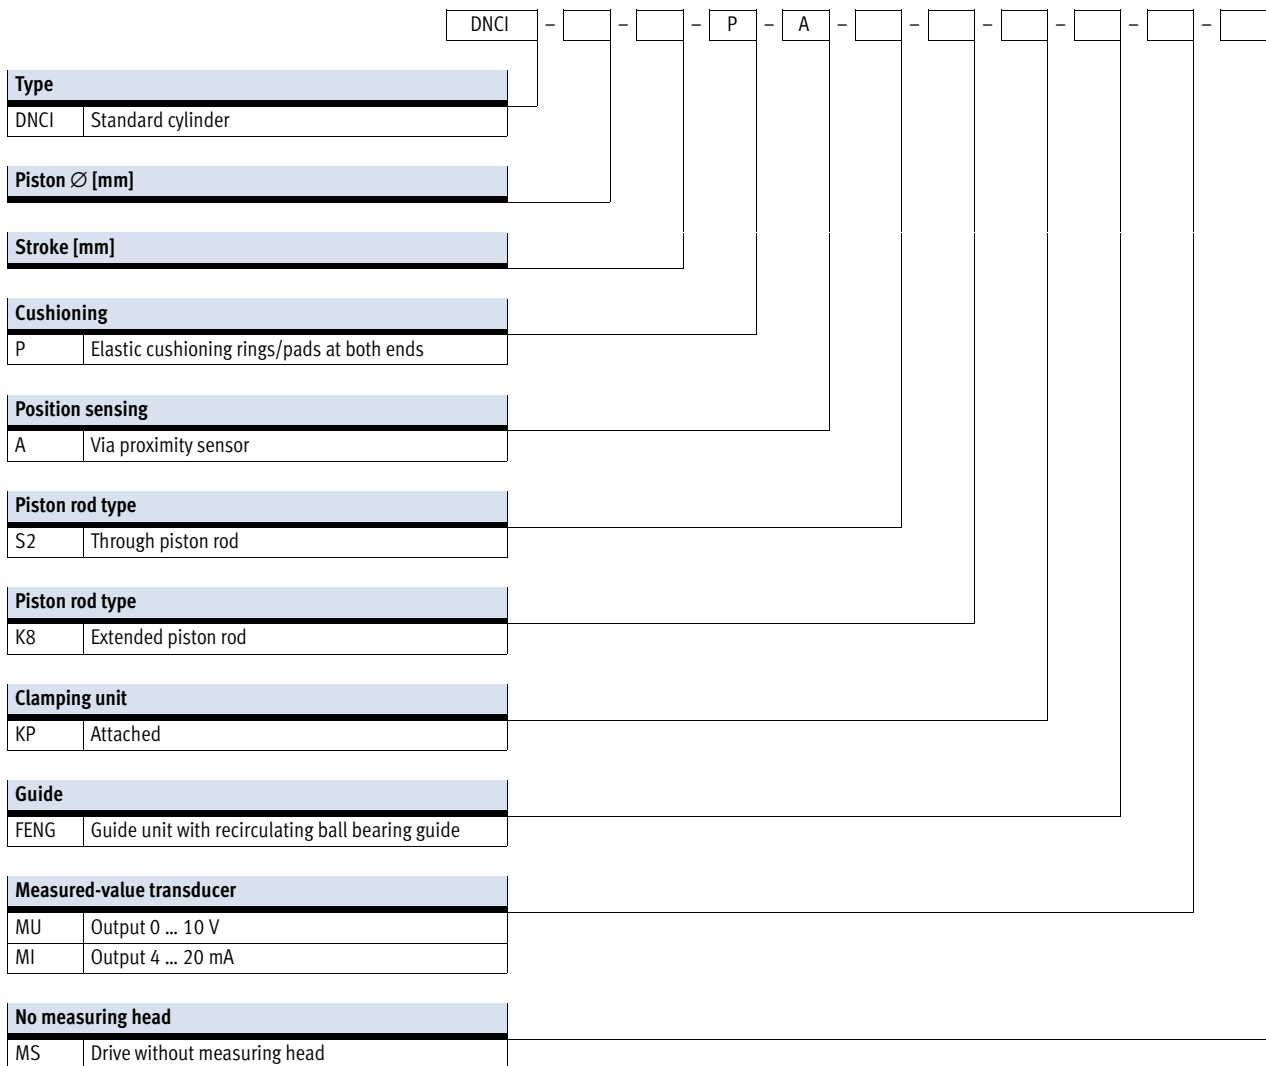 DNCI – – – P – A – – – – – –
Type
DNCI Standard cylinder
Piston ∅ [mm]
Stroke [mm]
Cushioning
P Elastic cushioning rings/pads at both ends
Position sensing
A Via proximity sensor
Piston rod type
S2 Through piston rod
Piston rod type
K8 Extended piston rod
Clamping unit
KP Attached
Guide
FENG Guide unit with recirculating ball bearing guide
Measured-value transducer
MU Output 0 ... 10 V
MI Output 4 ... 20 mA
No measuring head
MS Drive without measuring head